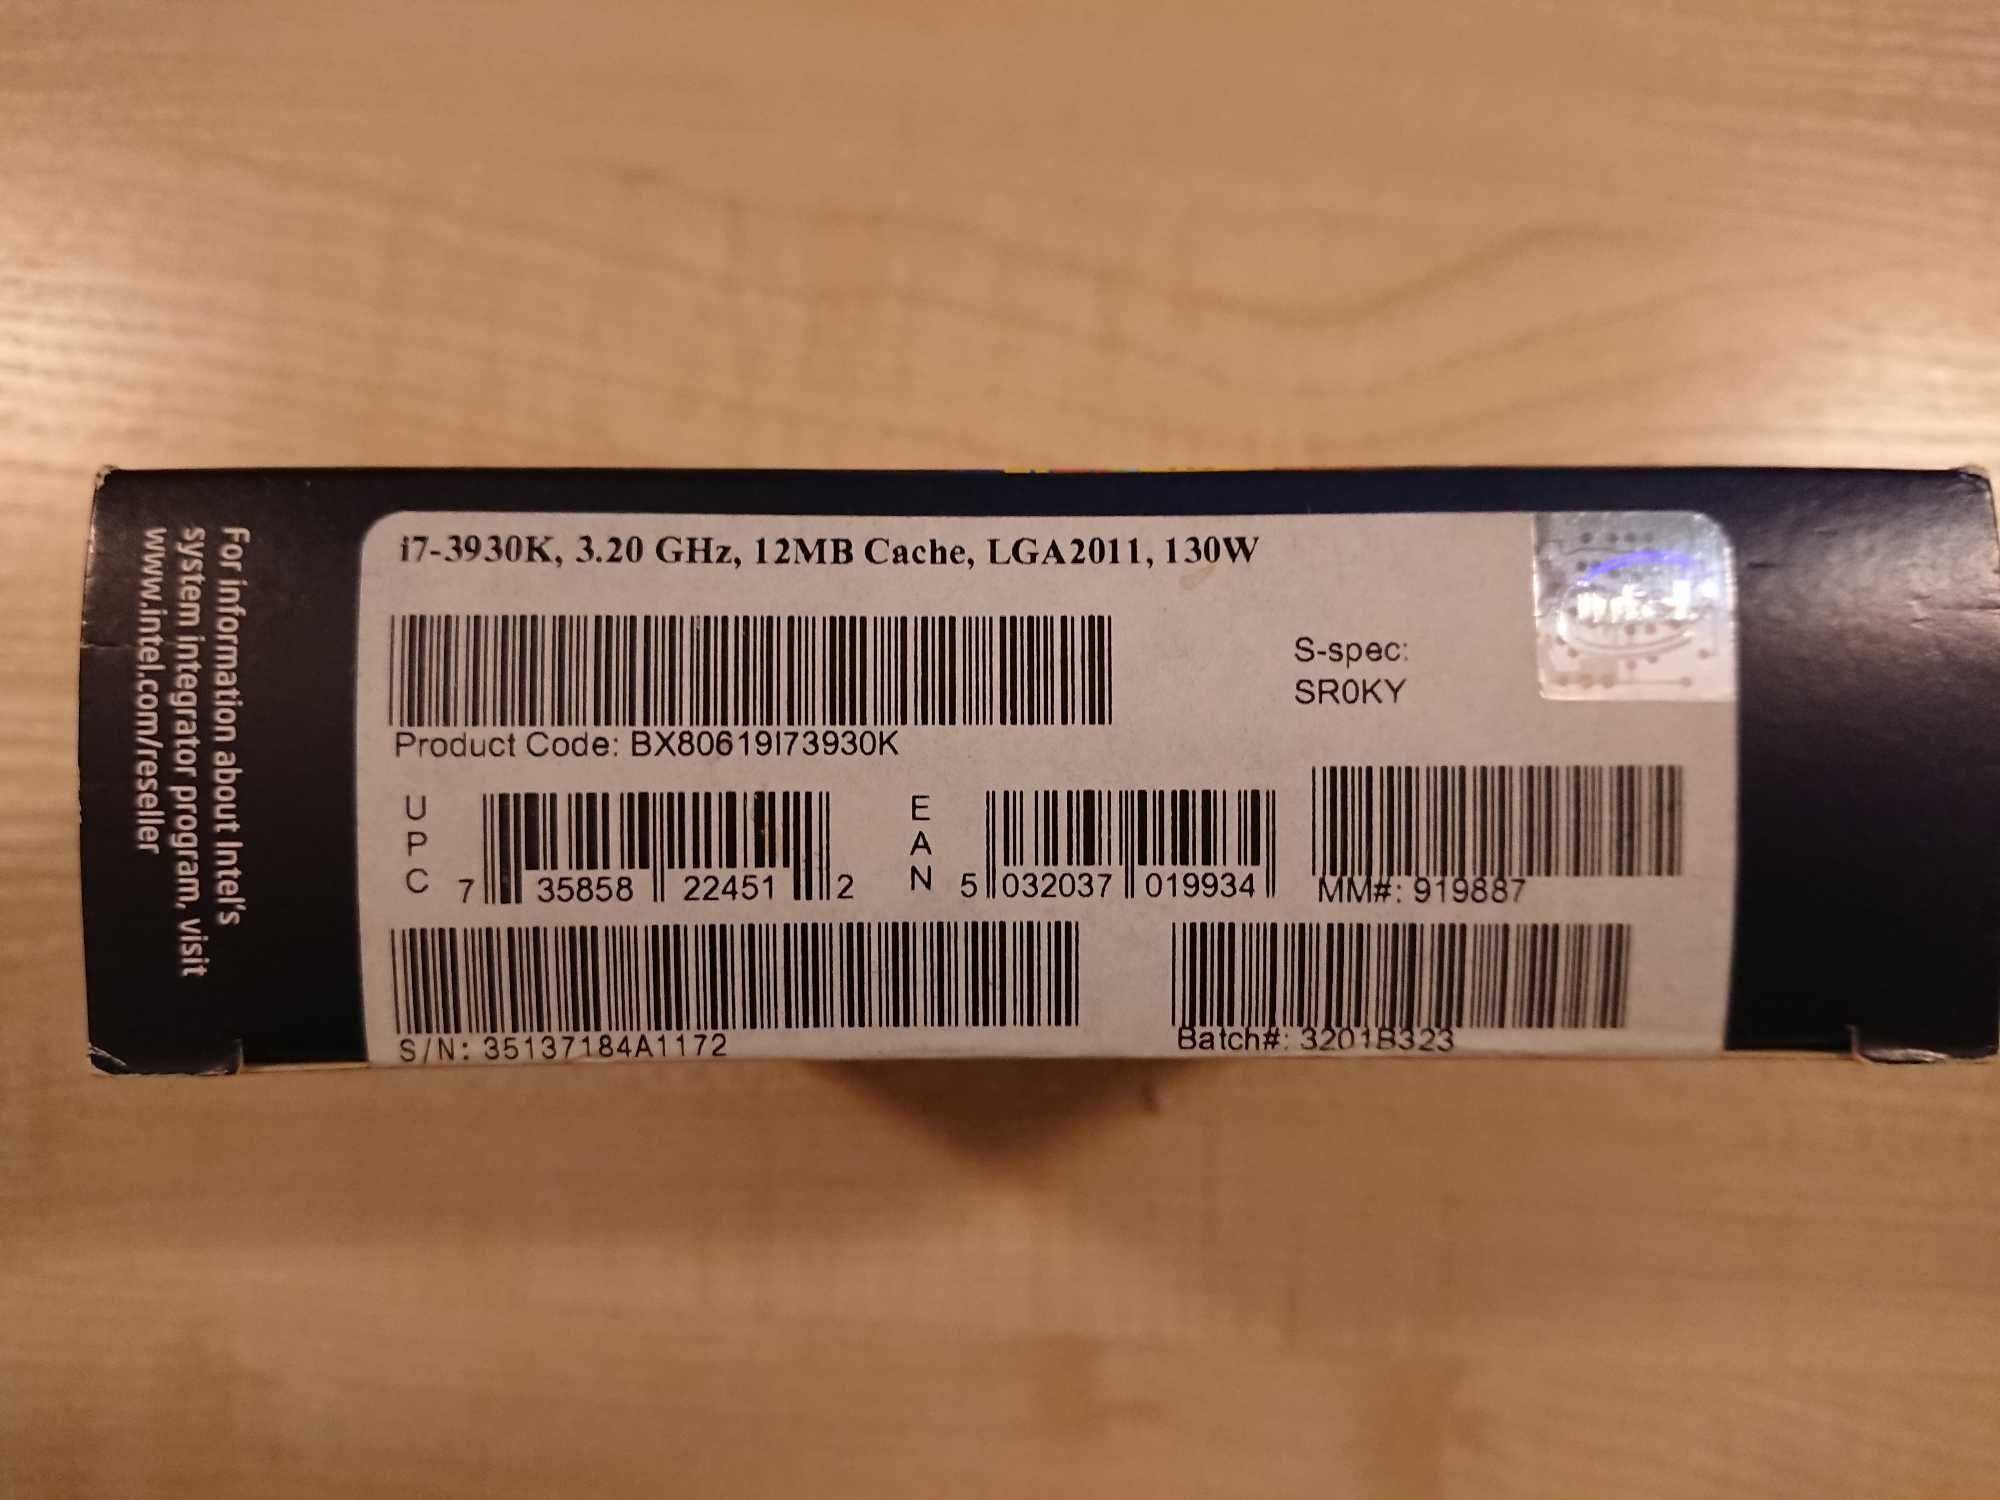 For information about Intel's
system integrator program, visit
www.intel.com/reseller
i7-3930K, 3.20 GHz, 12MB Cache, LGA2011, 130W
intel
S-spec:
SR0KY
Product Code: BX80619I73930K
UPC
7 35858 22451 2
EAN
5 032037 019934
MM#: 919887
S/N: 35137184A1172
Batch#: 3201B323